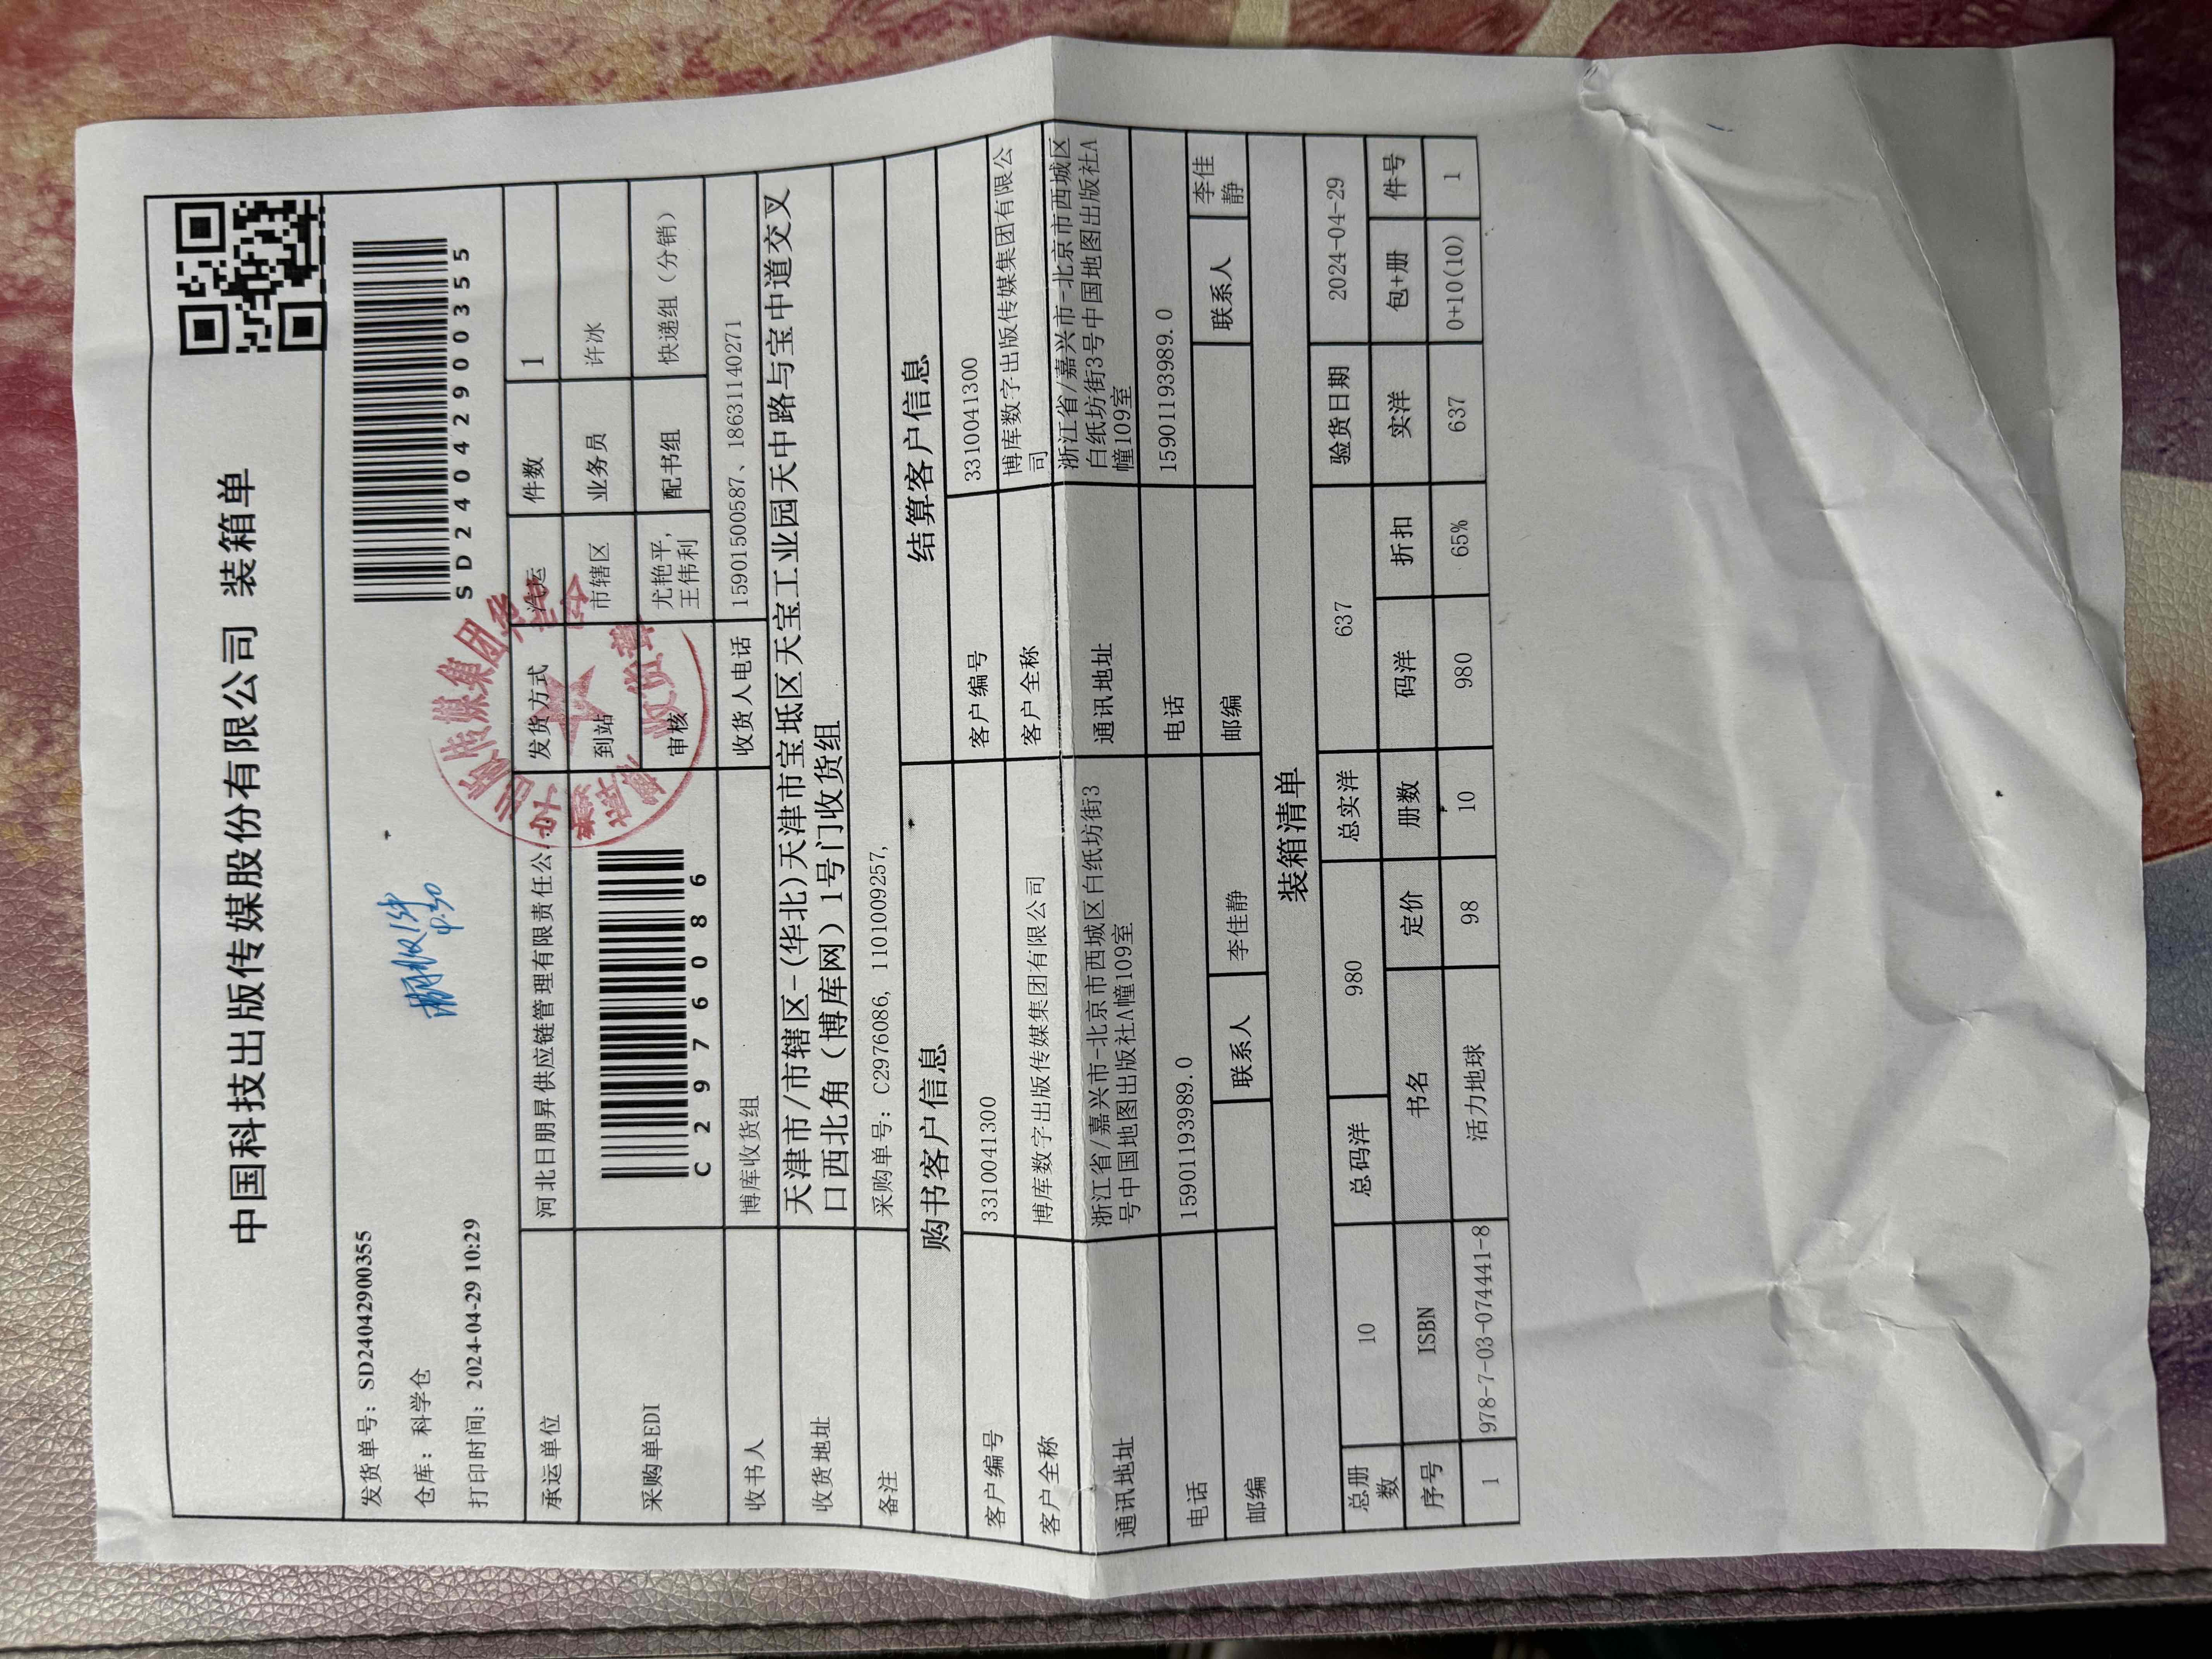 中国科技出版传媒股份有限公司 装箱单
发货单号：SD24042900355
仓库：科学仓
打印时间：2024-04-29 10:29
SD24042900355
收1件
4.30
承运单位 河北日朋昇供应链管理有限责任公 发货方式 汽运 件数 1
采购单EDI C2976086 到站 市辖区 业务员 许冰
审核 尤艳平, 王伟利 配书组 快递组（分销）
收书人 博库收货组 收货人电话 15901500587、18631140271
收货地址 天津市/市辖区-(华北)天津市宝坻区天宝工业园天中路与宝中道交叉
口西北角（博库网）1号门收货组
备注 采购单号：C2976086, 1101009257,
购书客户信息 结算客户信息
客户编号 3310041300 客户编号 3310041300
客户全称 博库数字出版传媒集团有限公司 客户全称 博库数字出版传媒集团有限公
司
通讯地址 浙江省/嘉兴市-北京市西城区白纸坊街3
号中国地图出版社A幢109室
通讯地址 浙江省/嘉兴市-北京市西城区
白纸坊街3号中国地图出版社A
幢109室
电话 15901193989.0 电话 15901193989.0
邮编 联系人 李佳静 邮编 联系人 李佳
静
装箱清单
总册
数 10 总码洋 980 总实洋 637 验货日期 2024-04-29
序号 ISBN 书名 定价 册数 码洋 折扣 实洋 包+册 件号
1 978-7-03-074441-8 活力地球 98 10 980 65% 637 0+10(10) 1